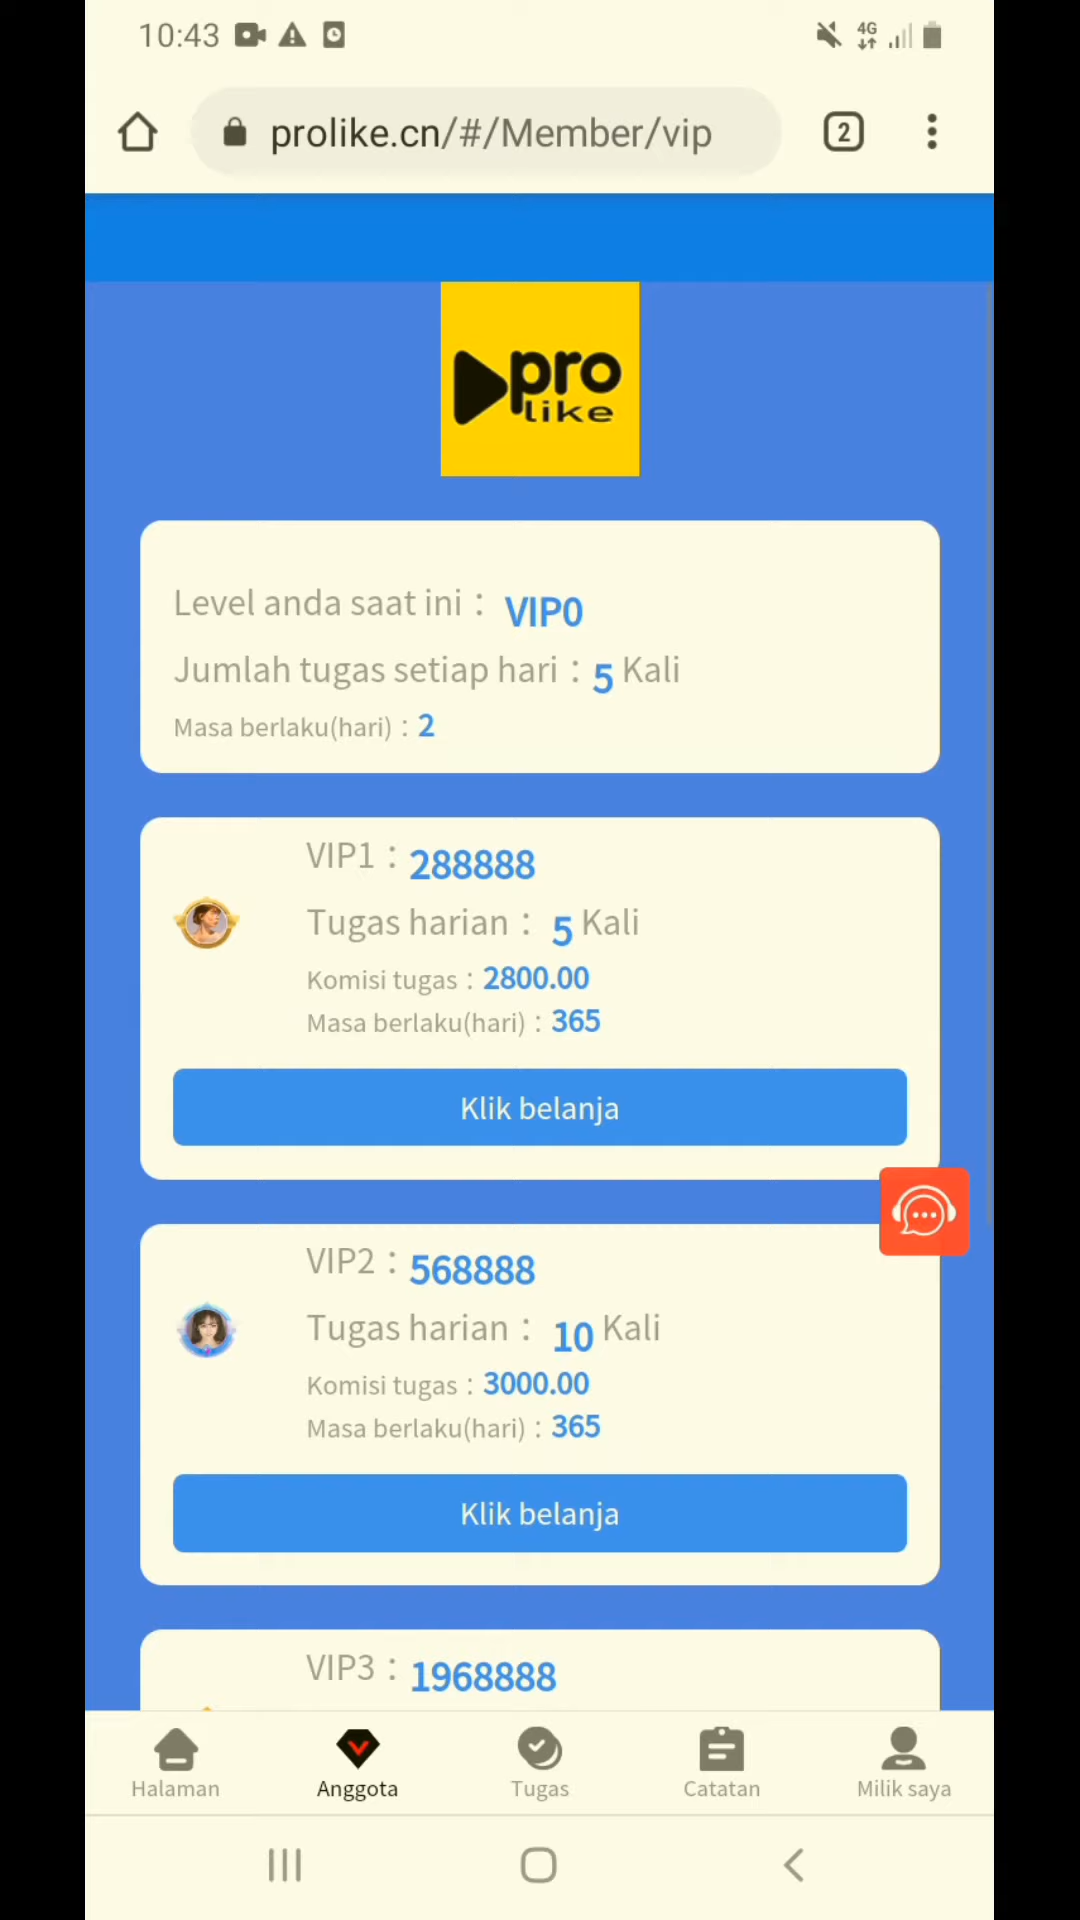 10:43
4G
prolike.cn/#/Member/vip
2
pro
like
Level anda saat ini： VIP0
Jumlah tugas setiap hari：5 Kali
Masa berlaku(hari)：2
VIP1：288888
Tugas harian： 5 Kali
Komisi tugas：2800.00
Masa berlaku(hari)：365
Klik belanja
VIP2：568888
Tugas harian： 10 Kali
Komisi tugas：3000.00
Masa berlaku(hari)：365
Klik belanja
VIP3：1968888
Halaman
Anggota
Tugas
Catatan
Milik saya